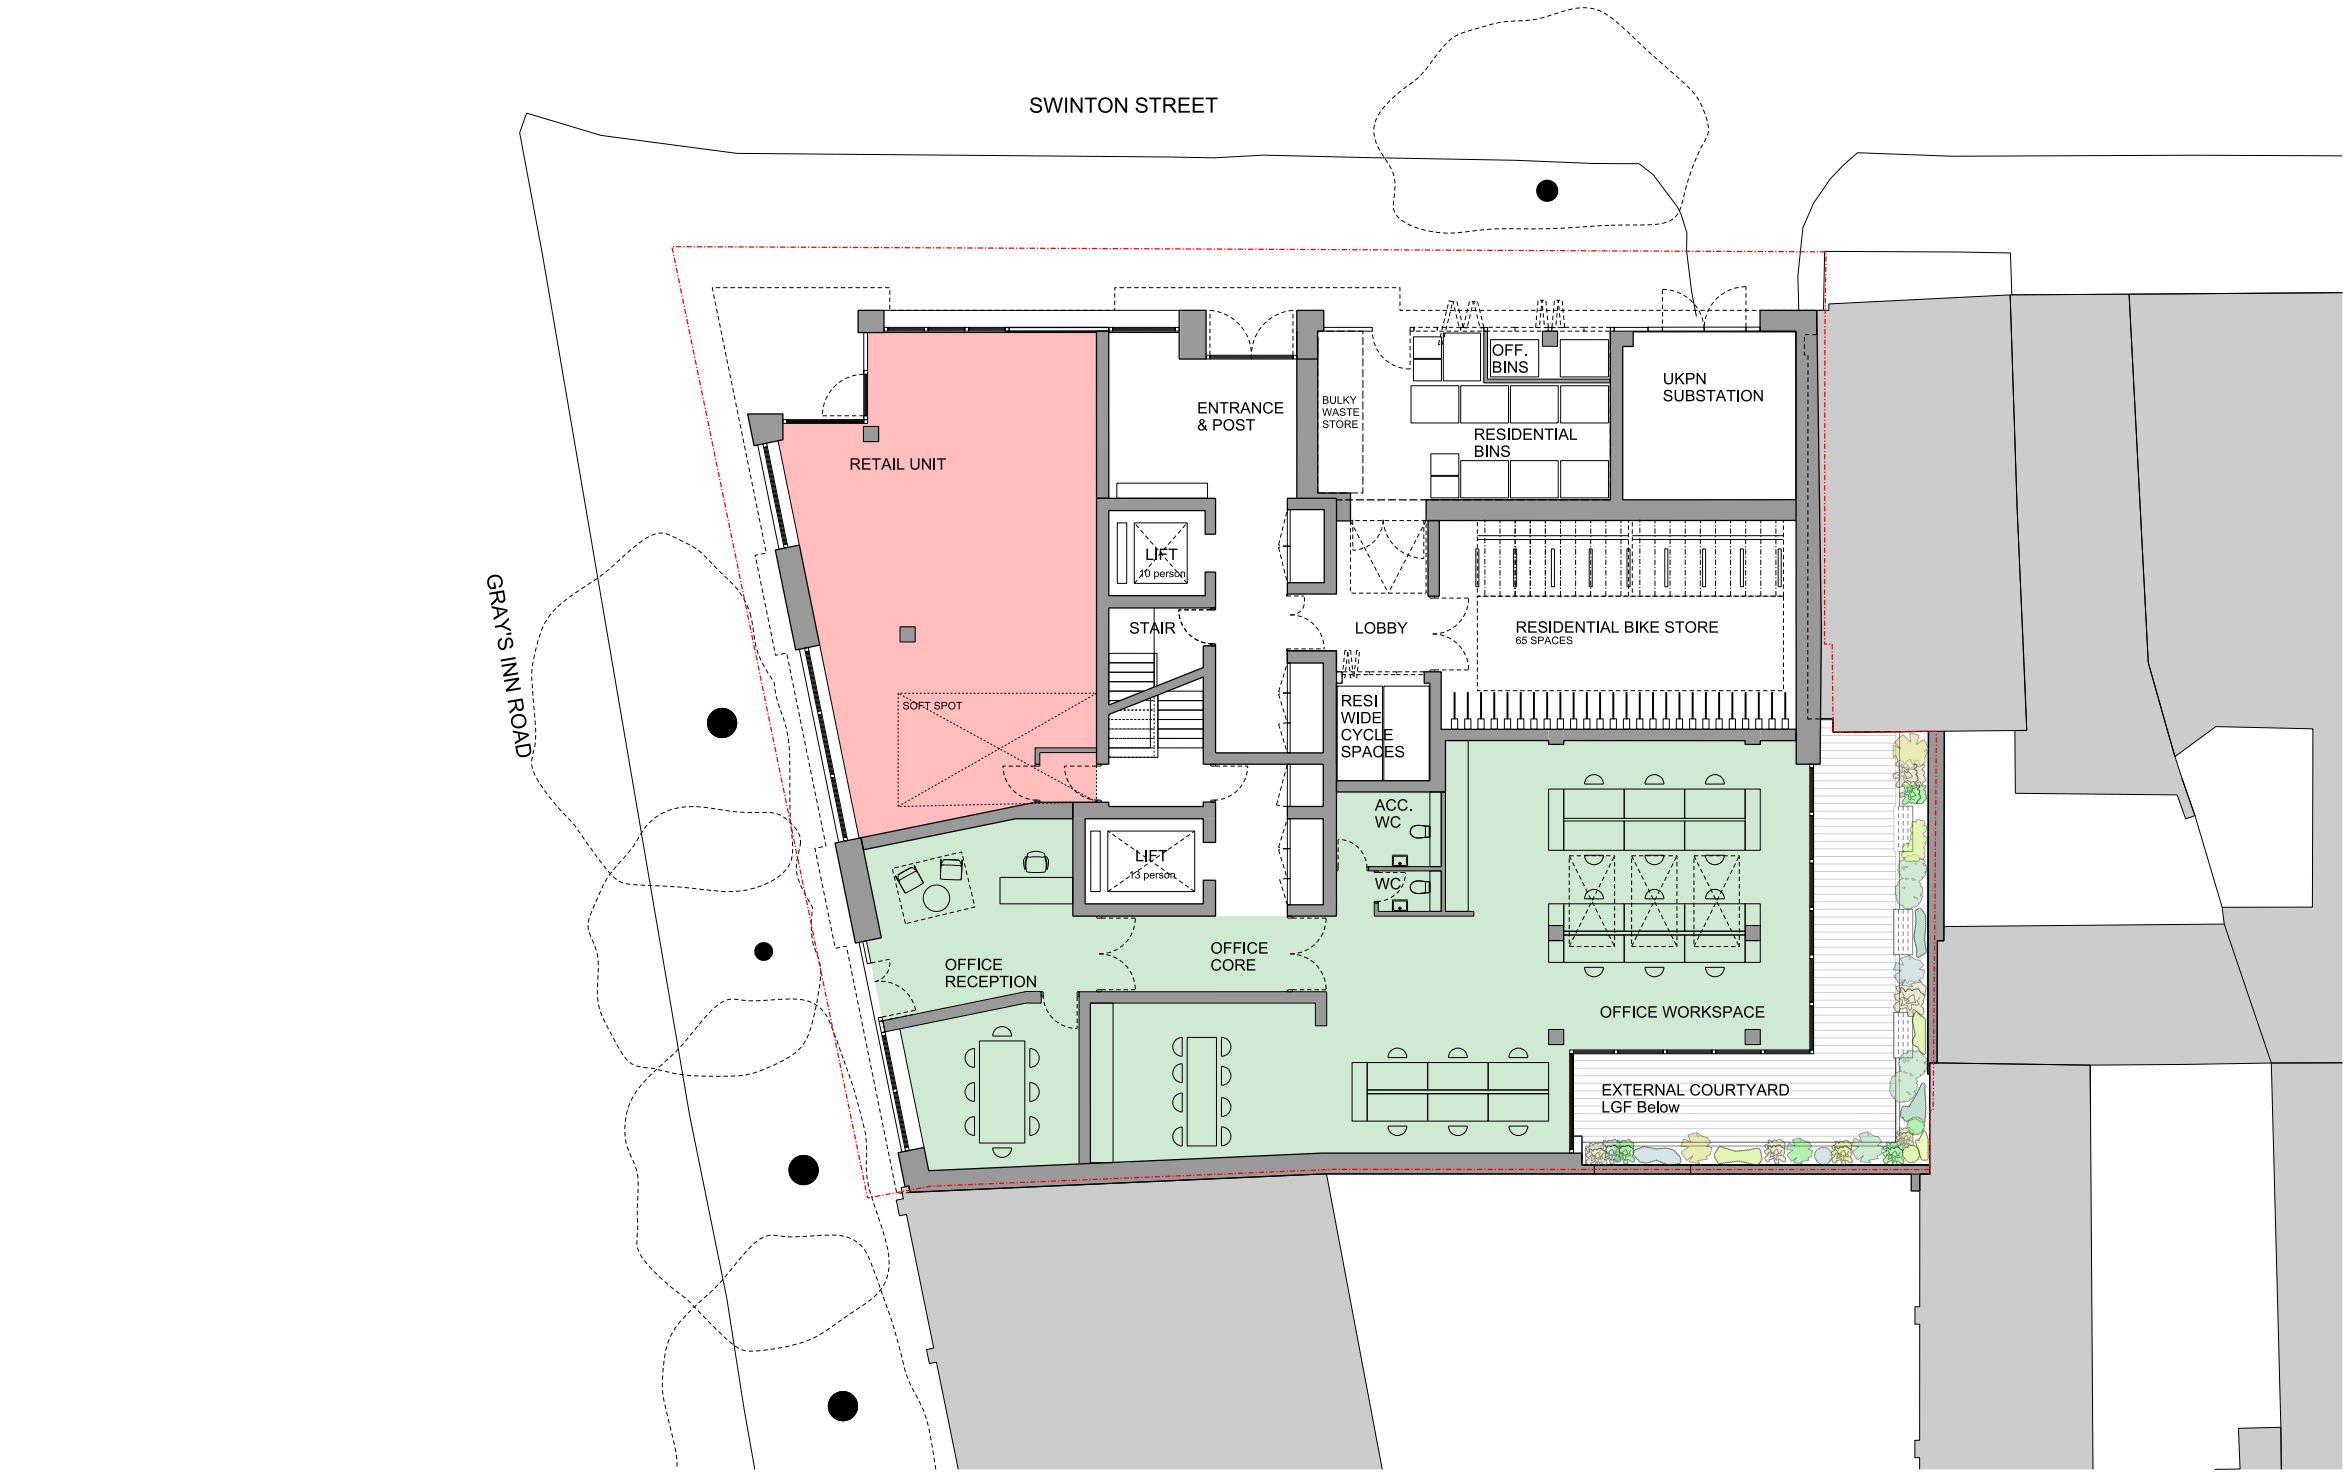 SWINTON STREET
GRAY'S INN ROAD
RETAIL UNIT
ENTRANCE
& POST
BULKY
WASTE
STORE
OFF.
BINS
RESIDENTIAL
BINS
UKPN
SUBSTATION
LIFT
10 person
STAIR
LOBBY
RESIDENTIAL BIKE STORE
65 SPACES
SOFT SPOT
RESI
WIDE
CYCLE
SPACES
ACC.
WC
WC
LIFT
13 person
OFFICE
RECEPTION
OFFICE
CORE
OFFICE WORKSPACE
EXTERNAL COURTYARD
LGF Below